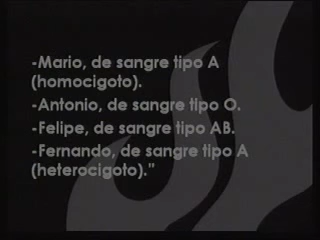 -Mario, de sangre tipo A
(homocigoto).
-Antonio, de sangre tipo O.
-Felipe, de sangre tipo AB.
-Fernando, de sangre tipo A
(heterocigoto)."